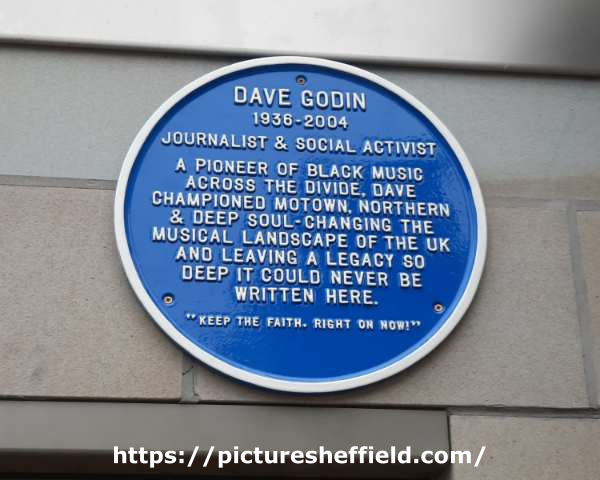 DAVE GODIN
1936-2004
JOURNALIST & SOCIAL ACTIVIST
A PIONEER OF BLACK MUSIC
ACROSS THE DIVIDE, DAVE
CHAMPIONED MOTOWN, NORTHERN
& DEEP SOUL-CHANGING THE
MUSICAL LANDSCAPE OF THE UK
AND LEAVING A LEGACY SO
DEEP IT COULD NEVER BE
WRITTEN HERE.
"KEEP THE FAITH. RIGHT ON NOW!"
https://picturesheffield.com/